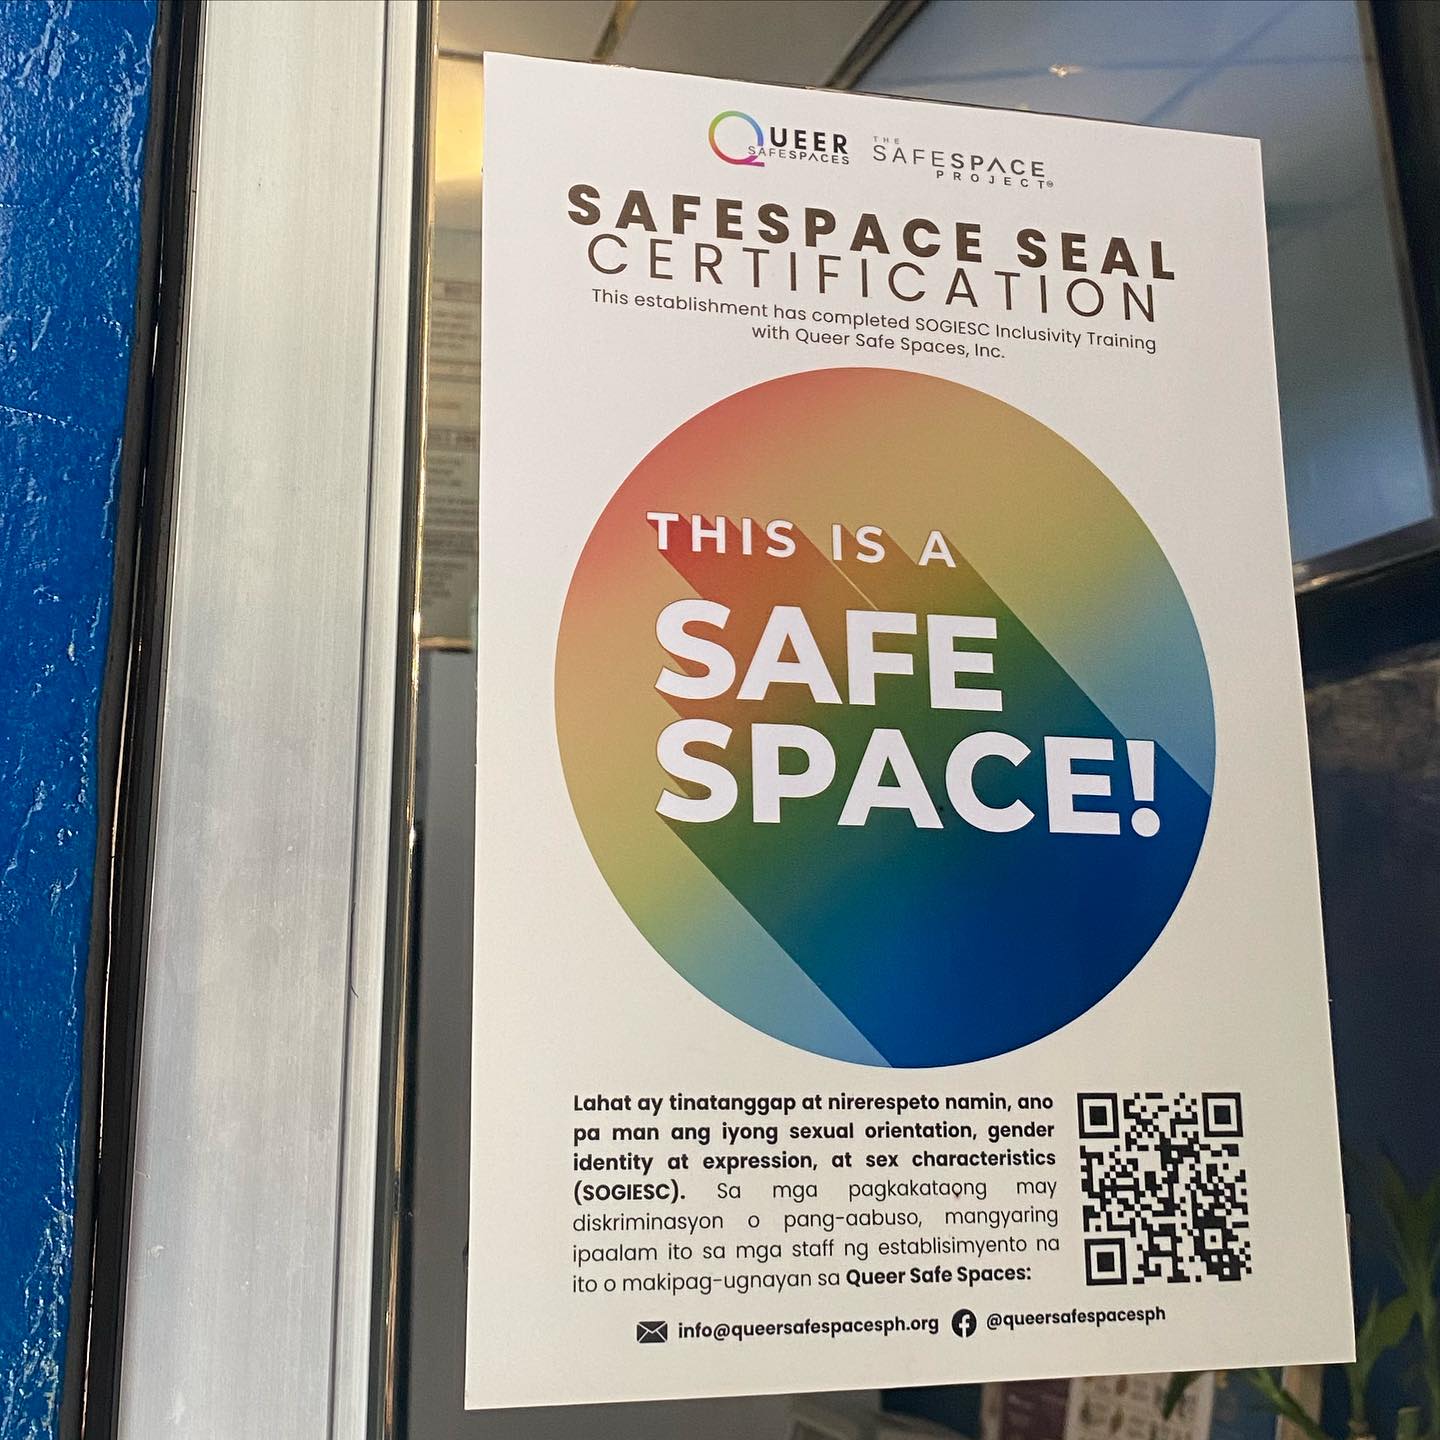 QUEER
SAFESPACES
THE
SAFESPACE
PROJECT
SAFESPACE SEAL
CERTIFICATION
This establishment has completed SOGIESC Inclusivity Training
with Queer Safe Spaces, Inc.
THIS IS A
SAFE
SPACE!
Lahat ay tinatanggap at nirerespeto namin, ano
pa man ang iyong sexual orientation, gender
identity at expression, at sex characteristics
(SOGIESC). Sa mga pagkakataong may
diskriminasyon o pang-aabuso, mangyaring
ipaalam ito sa mga staff ng establisimyento na
ito o makipag-ugnayan sa Queer Safe Spaces:
info@queersafespacesph.org @queersafespacesph